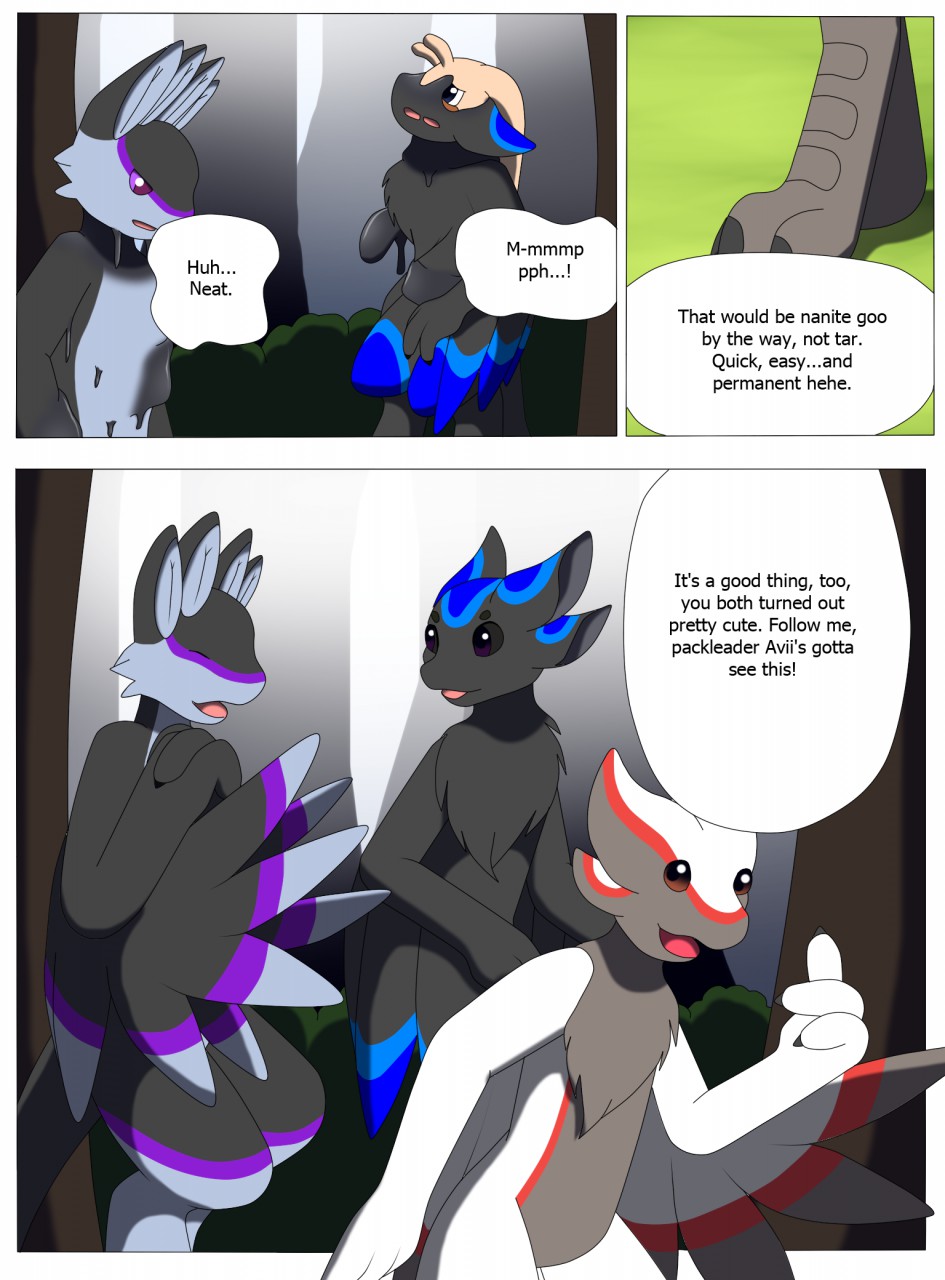 Huh...
Neat.
M-mmmp
pph...!
That would be nanite goo
by the way, not tar.
Quick, easy...and
permanent hehe.
It's a good thing, too,
you both turned out
pretty cute. Follow me,
packleader Avii's gotta
see this!